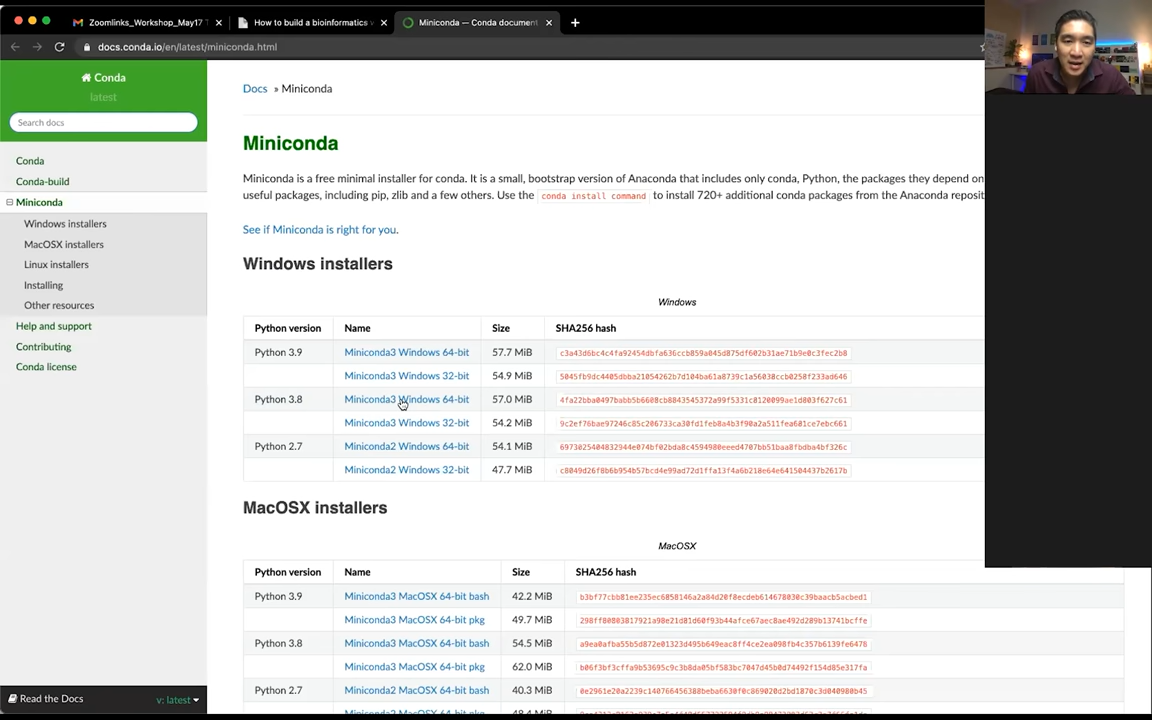 Zoomlinks_Workshop_May17
How to build a bioinformatics
Miniconda — Conda document
docs.conda.io/en/latest/miniconda.html
Conda
latest
Search docs
Conda
Conda-build
Miniconda
Windows installers
MacOSX installers
Linux installers
Installing
Other resources
Help and support
Contributing
Conda license
Read the Docs
v: latest
Docs » Miniconda
Miniconda
Miniconda is a free minimal installer for conda. It is a small, bootstrap version of Anaconda that includes only conda, Python, the packages they depend on
useful packages, including pip, zlib and a few others. Use the conda install command to install 720+ additional conda packages from the Anaconda reposit
See if Miniconda is right for you.
Windows installers
Windows
Python version Name Size SHA256 hash
Python 3.9 Miniconda3 Windows 64-bit 57.7 MiB
Miniconda3 Windows 32-bit 54.9 MiB
Python 3.8 Miniconda3 Windows 64-bit 57.0 MiB
Miniconda3 Windows 32-bit 54.2 MiB
Python 2.7 Miniconda2 Windows 64-bit 54.1 MiB
Miniconda2 Windows 32-bit 47.7 MiB
MacOSX installers
MacOSX
Python version Name Size SHA256 hash
Python 3.9 Miniconda3 MacOSX 64-bit bash 42.2 MiB
Miniconda3 MacOSX 64-bit pkg 49.7 MiB
Python 3.8 Miniconda3 MacOSX 64-bit bash 54.5 MiB
Miniconda3 MacOSX 64-bit pkg 62.0 MiB
Python 2.7 Miniconda2 MacOSX 64-bit bash 40.3 MiB